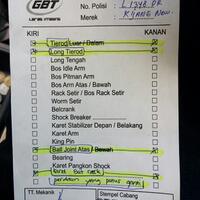 GBT
No. Polisi : L 1248 PR
Merek :
KIRI KANAN
Tierod Luar / Dalam
Long Tierod
Long Tengah
Bos Idle Arm
Bos Pitman Arm
Bos Arm Atas / Bawah
Rack Setir / Bos Rack Setir
Worm Setir
Belcrank
Shock Breaker
Karet Stabilizer Depan / Belakang
Karet Arm
King Pin
Ball Joint Atas / Bawah
Bearing
Karet Pangkon Shock
TT. Mekanik
Stempel Cabang